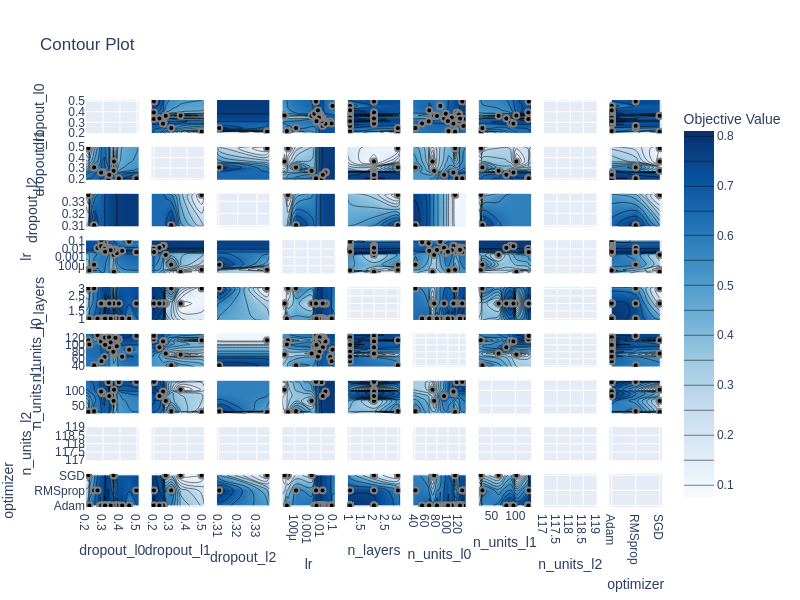 Contour Plot
Objective Value
0.8
0.7
0.6
0.5
0.4
0.3
0.2
0.1
dropout_l0
0.5
0.4
0.3
0.2
dropout_l1
0.5
0.4
0.3
0.2
dropout_l2
0.33
0.32
0.31
lr
0.1
0.01
0.001
100μ
n_layers
3
2.5
2
1.5
1
n_units_l0
120
100
80
60
40
n_units_l1
100
50
n_units_l2
119
118.5
118
117.5
117
optimizer
SGD
RMSprop
Adam
0.2 0.3 0.4 0.5
0.2 0.3 0.4 0.5
0.31 0.32 0.33
100μ 0.001 0.01 0.1
1 1.5 2 2.5 3
40 60 80 100 120
50 100
117 117.5 118 118.5 119
Adam RMSprop SGD
dropout_l0
dropout_l1
dropout_l2
lr
n_layers
n_units_l0
n_units_l1
n_units_l2
optimizer